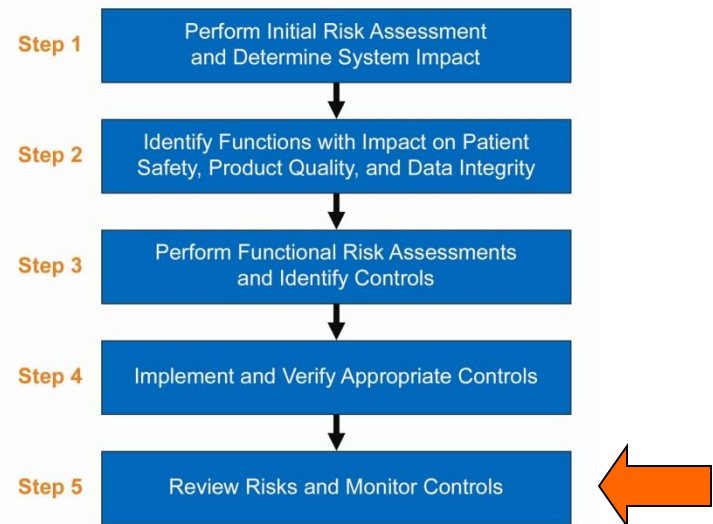 Step 1
Perform Initial Risk Assessment
and Determine System Impact
Step 2
Identify Functions with Impact on Patient
Safety, Product Quality, and Data Integrity
Step 3
Perform Functional Risk Assessments
and Identify Controls
Step 4
Implement and Verify Appropriate Controls
Step 5
Review Risks and Monitor Controls